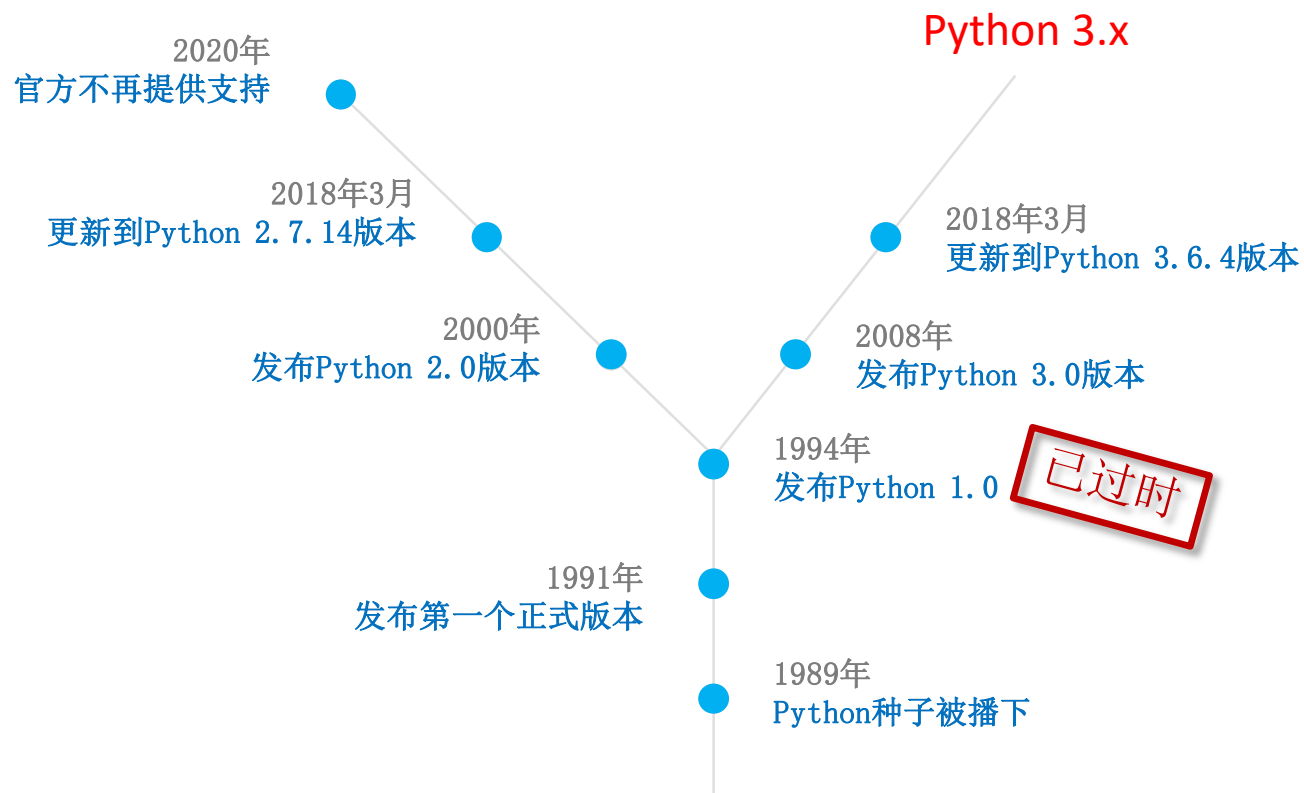 Python 3.x
2020年
官方不再提供支持
2018年3月
更新到Python 2.7.14版本
2018年3月
更新到Python 3.6.4版本
2000年
发布Python 2.0版本
2008年
发布Python 3.0版本
1994年
发布Python 1.0
已过时
1991年
发布第一个正式版本
1989年
Python种子被播下